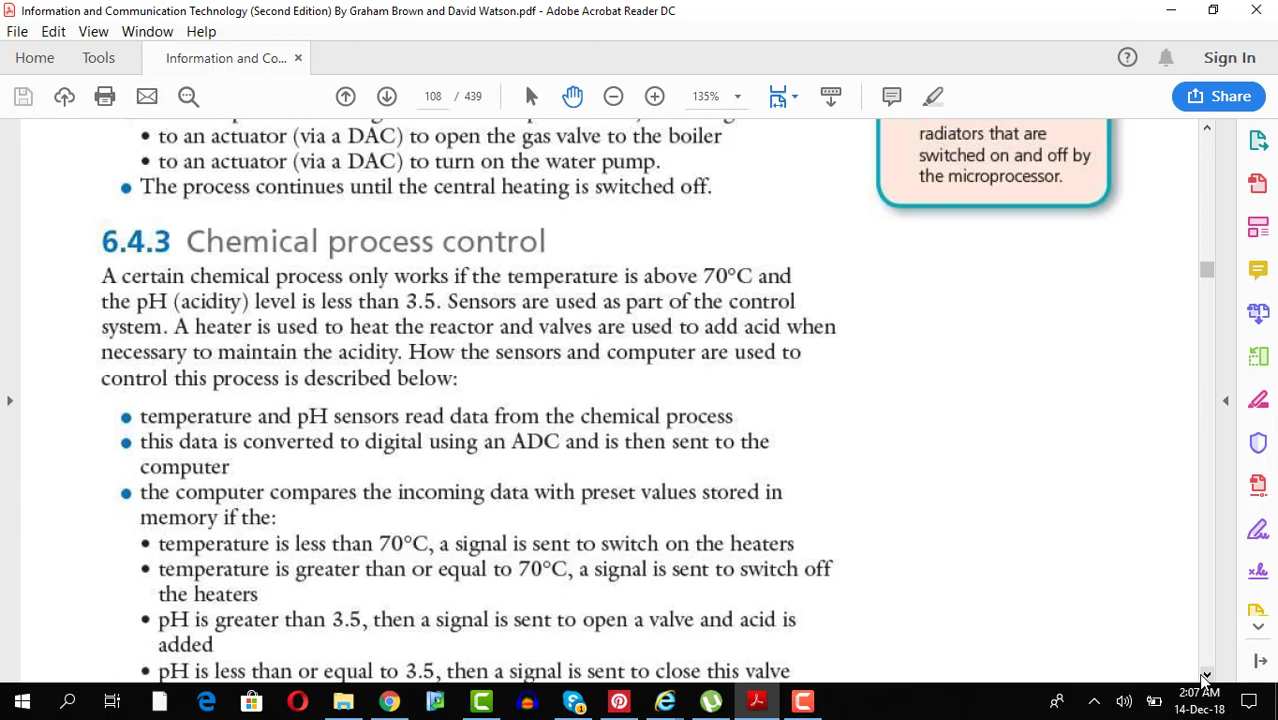 Information and Communication Technology (Second Edition) By Graham Brown and David Watson.pdf - Adobe Acrobat Reader DC
File Edit View Window Help
Home Tools Information and Co... × Sign In
108 / 439 135% Share
• to an actuator (via a DAC) to open the gas valve to the boiler
• to an actuator (via a DAC) to turn on the water pump.
• The process continues until the central heating is switched off.
radiators that are
switched on and off by
the microprocessor.
6.4.3 Chemical process control
A certain chemical process only works if the temperature is above 70°C and
the pH (acidity) level is less than 3.5. Sensors are used as part of the control
system. A heater is used to heat the reactor and valves are used to add acid when
necessary to maintain the acidity. How the sensors and computer are used to
control this process is described below:
• temperature and pH sensors read data from the chemical process
• this data is converted to digital using an ADC and is then sent to the
computer
• the computer compares the incoming data with preset values stored in
memory if the:
• temperature is less than 70°C, a signal is sent to switch on the heaters
• temperature is greater than or equal to 70°C, a signal is sent to switch off
the heaters
• pH is greater than 3.5, then a signal is sent to open a valve and acid is
added
• pH is less than or equal to 3.5, then a signal is sent to close this valve
2:07 AM
14-Dec-18